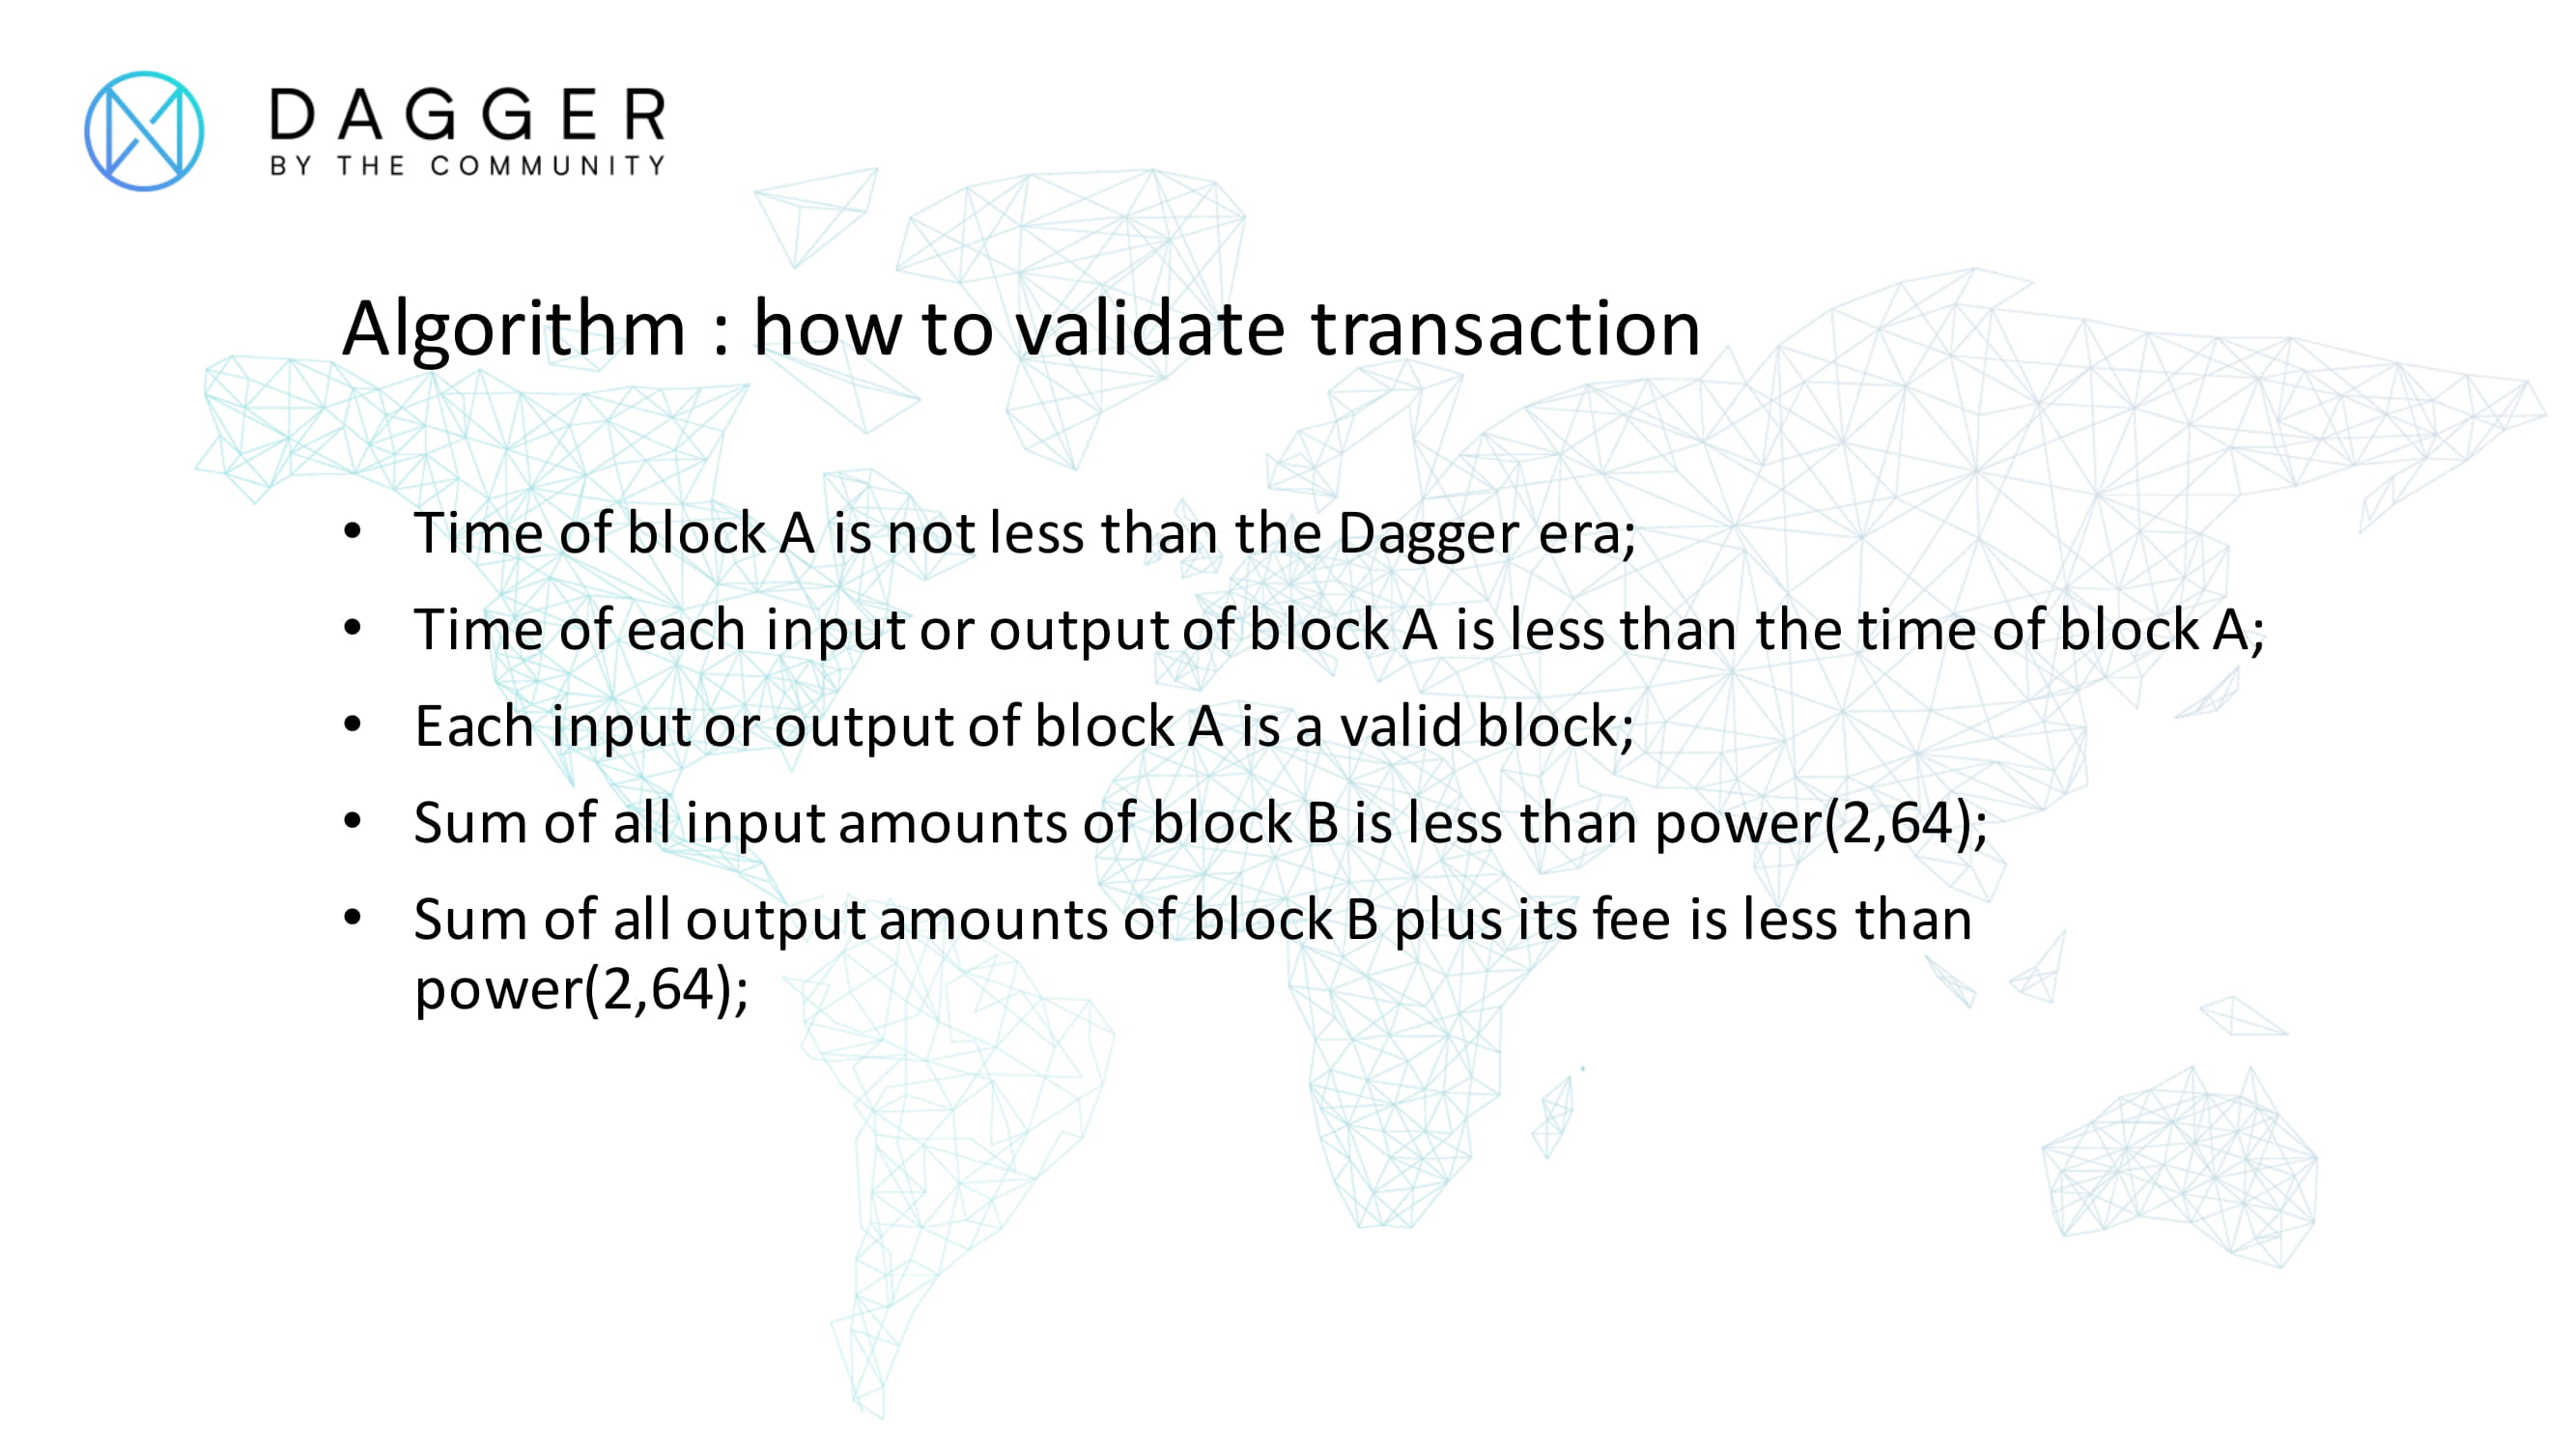 DAGGER
BY THE COMMUNITY
Algorithm : how to validate transaction
• Time of block A is not less than the Dagger era;
• Time of each input or output of block A is less than the time of block A;
• Each input or output of block A is a valid block;
• Sum of all input amounts of block B is less than power(2,64);
• Sum of all output amounts of block B plus its fee is less than
power(2,64);